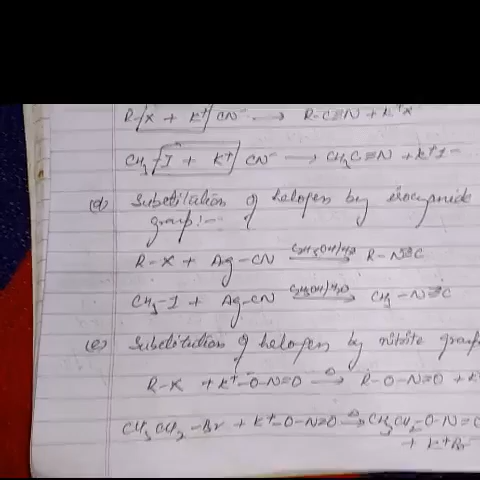 R-X + K⁺ CN⁻ → R-C≡N + K⁺X⁻
CH₃-I + K⁺ CN⁻ → CH₃C≡N + K⁺I⁻
(d) Substitution of halogen by isocyanide
group:-
R-X + Ag-CN → R-N≡C
CH₃-I + Ag-CN → CH₃-N≡C
(e) Substitution of halogen by nitrite group
R-X + K⁺-O-N=O →Δ R-O-N=O + K
CH₃CH₂-Br + K⁺-O-N=O →Δ CH₃CH₂-O-N=O
+ K⁺Br